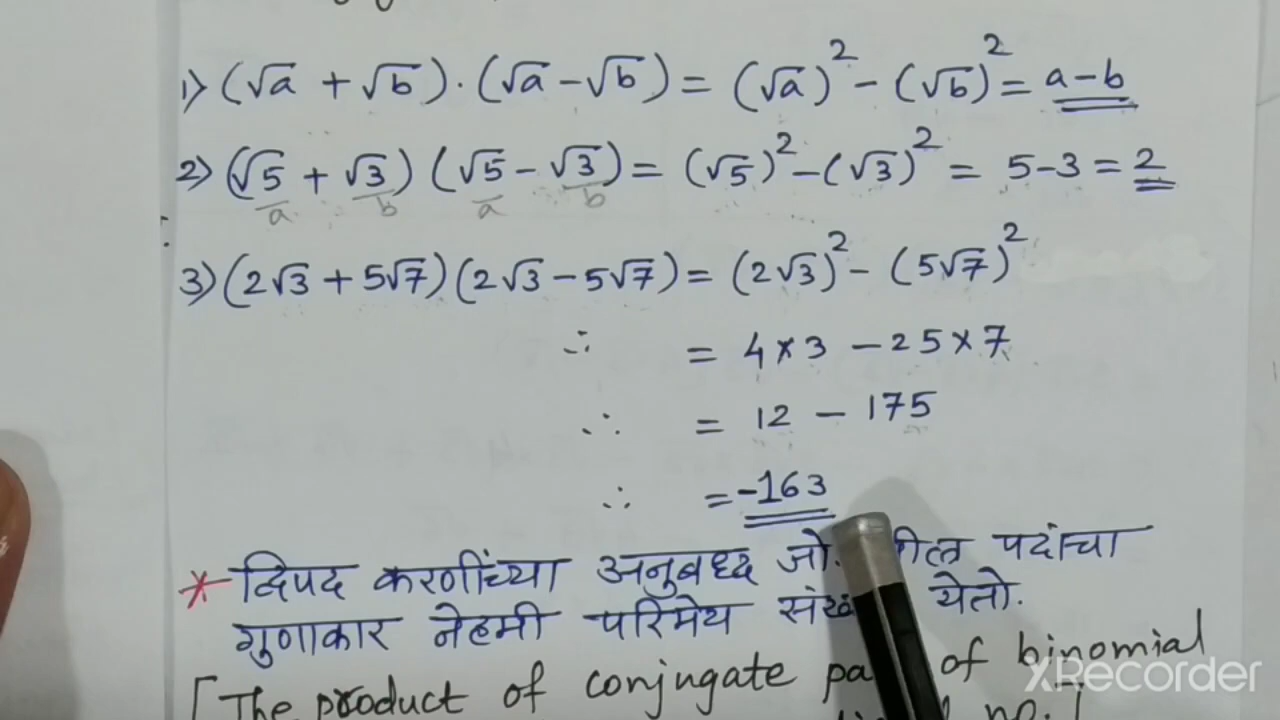 1) (√a + √b) · (√a - √b) = (√a)² - (√b)² = a-b
2) (√5 + √3) (√5 - √3) = (√5)² - (√3)² = 5-3 = 2
a b a b
3) (2√3 + 5√7) (2√3 - 5√7) = (2√3)² - (5√7)²
∴ = 4×3 - 25×7
∴ = 12 - 175
∴ = -163
* द्विपद करणींच्या अनुबध्द पदांचा
गुणाकार नेहमी परिमेय येतो.
[The product of conjugate of binomial
no.]
XRecorder